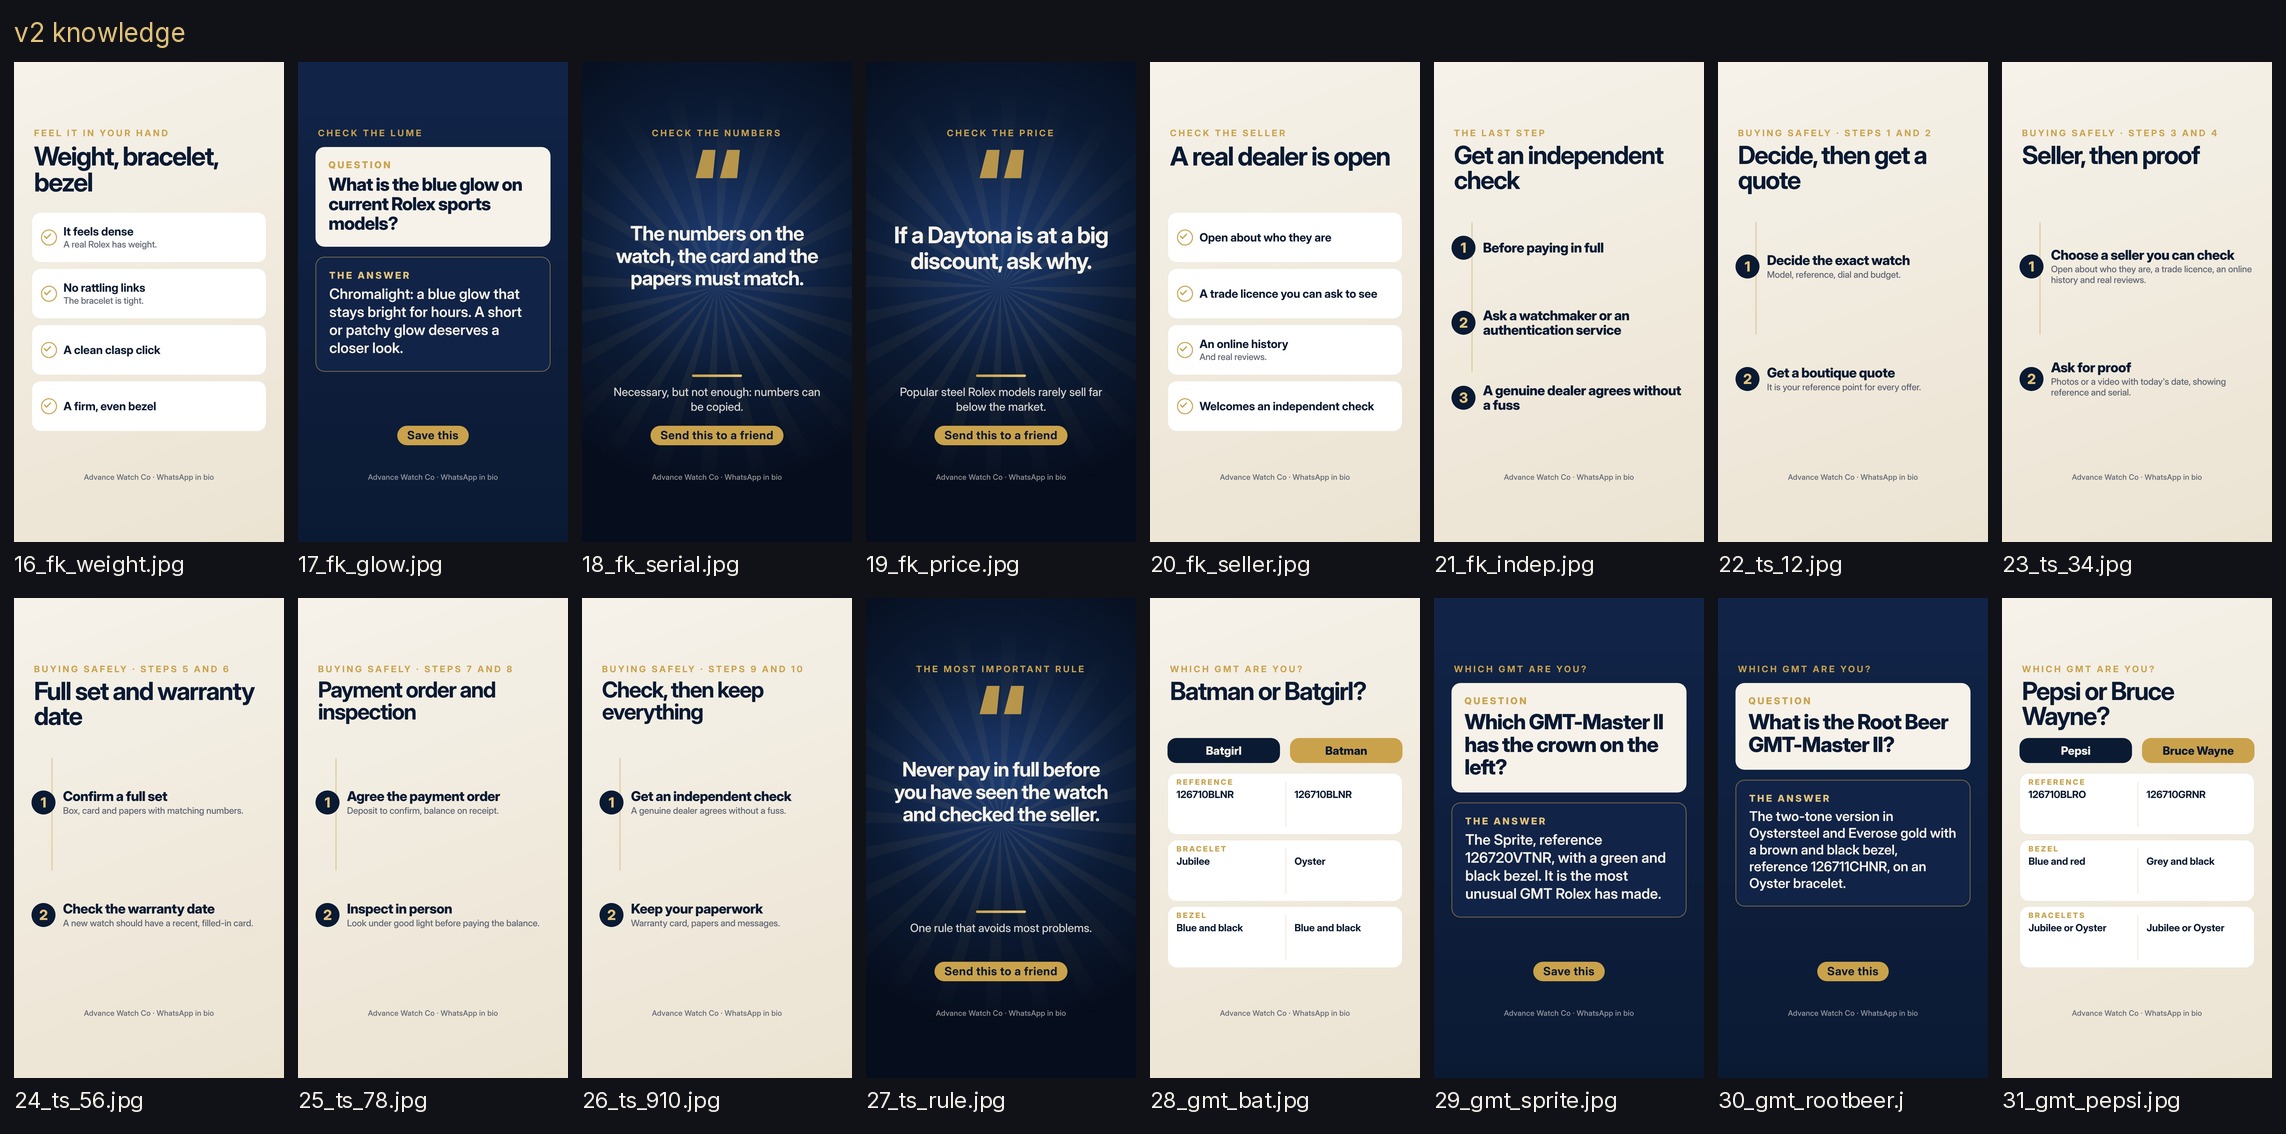 v2 knowledge
FEEL IT IN YOUR HAND
Weight, bracelet,
bezel
It feels dense
A real Rolex has weight.
No rattling links
The bracelet is tight.
A clean clasp click
A firm, even bezel
Advance Watch Co · WhatsApp in bio
16_fk_weight.jpg
CHECK THE LUME
QUESTION
What is the blue glow on
current Rolex sports
models?
THE ANSWER
Chromalight: a blue glow that
stays bright for hours. A short
or patchy glow deserves a
closer look.
Save this
Advance Watch Co · WhatsApp in bio
17_fk_glow.jpg
CHECK THE NUMBERS
"
The numbers on the
watch, the card and the
papers must match.
Necessary, but not enough: numbers can
be copied.
Send this to a friend
Advance Watch Co · WhatsApp in bio
18_fk_serial.jpg
CHECK THE PRICE
"
If a Daytona is at a big
discount, ask why.
Popular steel Rolex models rarely sell far
below the market.
Send this to a friend
Advance Watch Co · WhatsApp in bio
19_fk_price.jpg
CHECK THE SELLER
A real dealer is open
Open about who they are
A trade licence you can ask to see
An online history
And real reviews.
Welcomes an independent check
Advance Watch Co · WhatsApp in bio
20_fk_seller.jpg
THE LAST STEP
Get an independent
check
1 Before paying in full
2 Ask a watchmaker or an
authentication service
3 A genuine dealer agrees without
a fuss
Advance Watch Co · WhatsApp in bio
21_fk_indep.jpg
BUYING SAFELY · STEPS 1 AND 2
Decide, then get a
quote
1 Decide the exact watch
Model, reference, dial and budget.
2 Get a boutique quote
It is your reference point for every offer.
Advance Watch Co · WhatsApp in bio
22_ts_12.jpg
BUYING SAFELY · STEPS 3 AND 4
Seller, then proof
1 Choose a seller you can check
Open about who they are, a trade licence, an online
history and real reviews.
2 Ask for proof
Photos or a video with today's date, showing
reference and serial.
Advance Watch Co · WhatsApp in bio
23_ts_34.jpg
BUYING SAFELY · STEPS 5 AND 6
Full set and warranty
date
1 Confirm a full set
Box, card and papers with matching numbers.
2 Check the warranty date
A new watch should have a recent, filled-in card.
Advance Watch Co · WhatsApp in bio
24_ts_56.jpg
BUYING SAFELY · STEPS 7 AND 8
Payment order and
inspection
1 Agree the payment order
Deposit to confirm, balance on receipt.
2 Inspect in person
Look under good light before paying the balance.
Advance Watch Co · WhatsApp in bio
25_ts_78.jpg
BUYING SAFELY · STEPS 9 AND 10
Check, then keep
everything
1 Get an independent check
A genuine dealer agrees without a fuss.
2 Keep your paperwork
Warranty card, papers and messages.
Advance Watch Co · WhatsApp in bio
26_ts_910.jpg
THE MOST IMPORTANT RULE
"
Never pay in full before
you have seen the watch
and checked the seller.
One rule that avoids most problems.
Send this to a friend
Advance Watch Co · WhatsApp in bio
27_ts_rule.jpg
WHICH GMT ARE YOU?
Batman or Batgirl?
Batgirl Batman
REFERENCE
126710BLNR 126710BLNR
BRACELET
Jubilee Oyster
BEZEL
Blue and black Blue and black
Advance Watch Co · WhatsApp in bio
28_gmt_bat.jpg
WHICH GMT ARE YOU?
QUESTION
Which GMT-Master II
has the crown on the
left?
THE ANSWER
The Sprite, reference
126720VTNR, with a green and
black bezel. It is the most
unusual GMT Rolex has made.
Save this
Advance Watch Co · WhatsApp in bio
29_gmt_sprite.jpg
WHICH GMT ARE YOU?
QUESTION
What is the Root Beer
GMT-Master II?
THE ANSWER
The two-tone version in
Oystersteel and Everose gold with
a brown and black bezel,
reference 126711CHNR, on an
Oyster bracelet.
Save this
Advance Watch Co · WhatsApp in bio
30_gmt_rootbeer.j
WHICH GMT ARE YOU?
Pepsi or Bruce
Wayne?
Pepsi Bruce Wayne
REFERENCE
126710BLRO 126710GRNR
BEZEL
Blue and red Grey and black
BRACELETS
Jubilee or Oyster Jubilee or Oyster
Advance Watch Co · WhatsApp in bio
31_gmt_pepsi.jpg